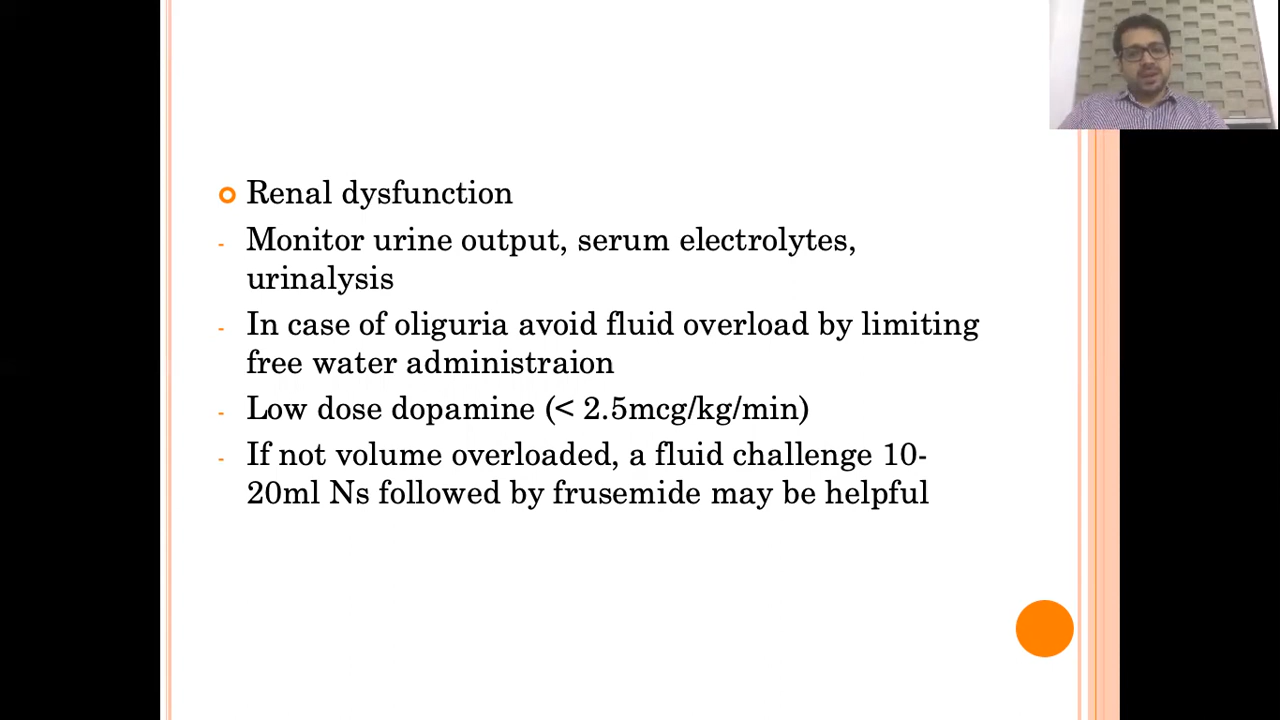 Renal dysfunction
- Monitor urine output, serum electrolytes,
urinalysis
- In case of oliguria avoid fluid overload by limiting
free water administraion
- Low dose dopamine (< 2.5mcg/kg/min)
- If not volume overloaded, a fluid challenge 10-
20ml Ns followed by frusemide may be helpful